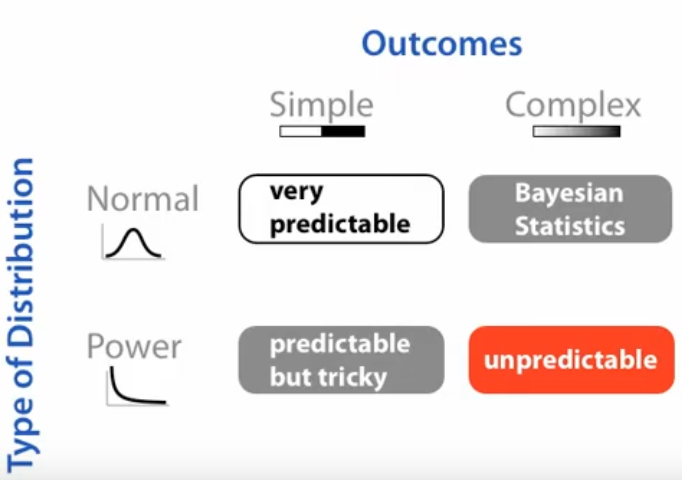 Outcomes
Simple
Complex
Type of Distribution
Normal
very
predictable
Bayesian
Statistics
Power
predictable
but tricky
unpredictable